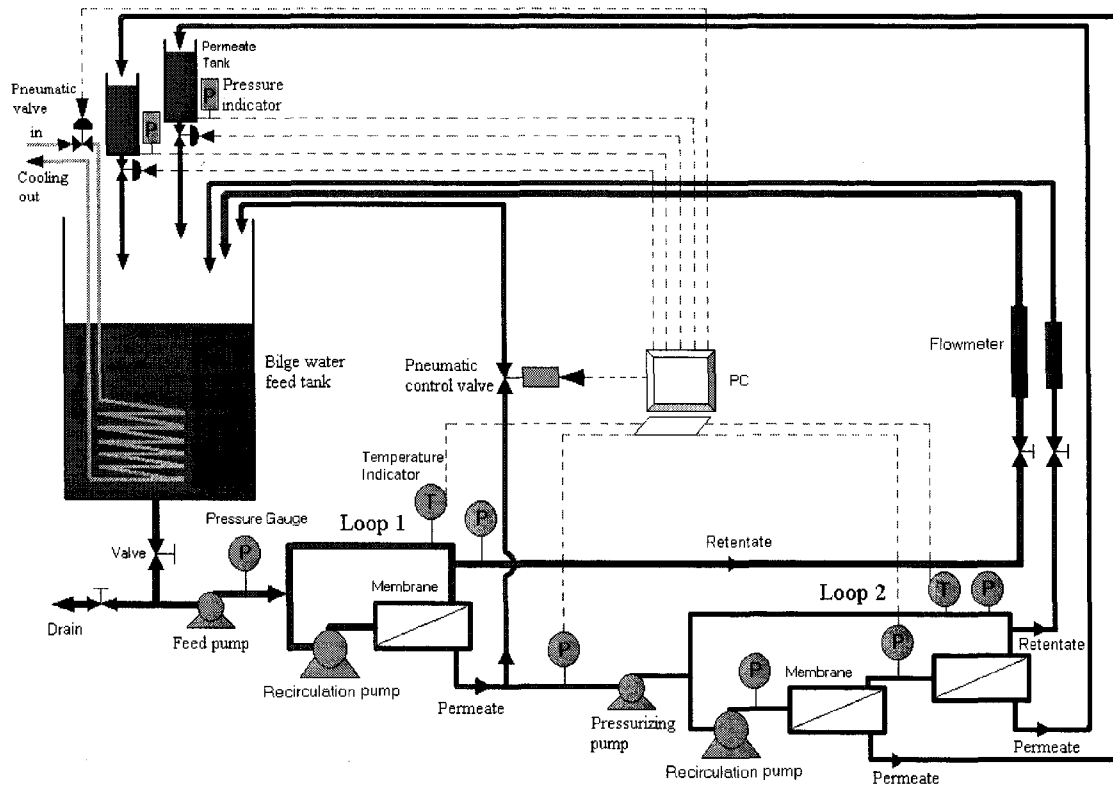 Permeate
Tank
Pressure
indicator
P
P
Pneumatic
valve
in
Cooling
out
Bilge water
feed tank
Pneumatic
control valve
PC
Flowmeter
Temperature
Indicator
T
Pressure Gauge
P
Loop 1
P
Retentate
Valve
Membrane
Drain
Feed pump
Recirculation pump
Permeate
P
Pressurizing
pump
Loop 2
T
P
Retentate
P
P
Membrane
Recirculation pump
Permeate
Permeate